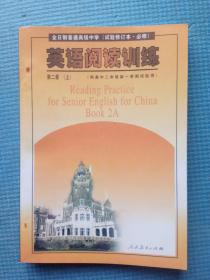 全日制普通高级中学（试验修订本·必修）
英语阅读训练
第二册（上）
（供高中二年级第一学期试验用）
Reading Practice
for Senior English for China
Book 2A
人民教育出版社